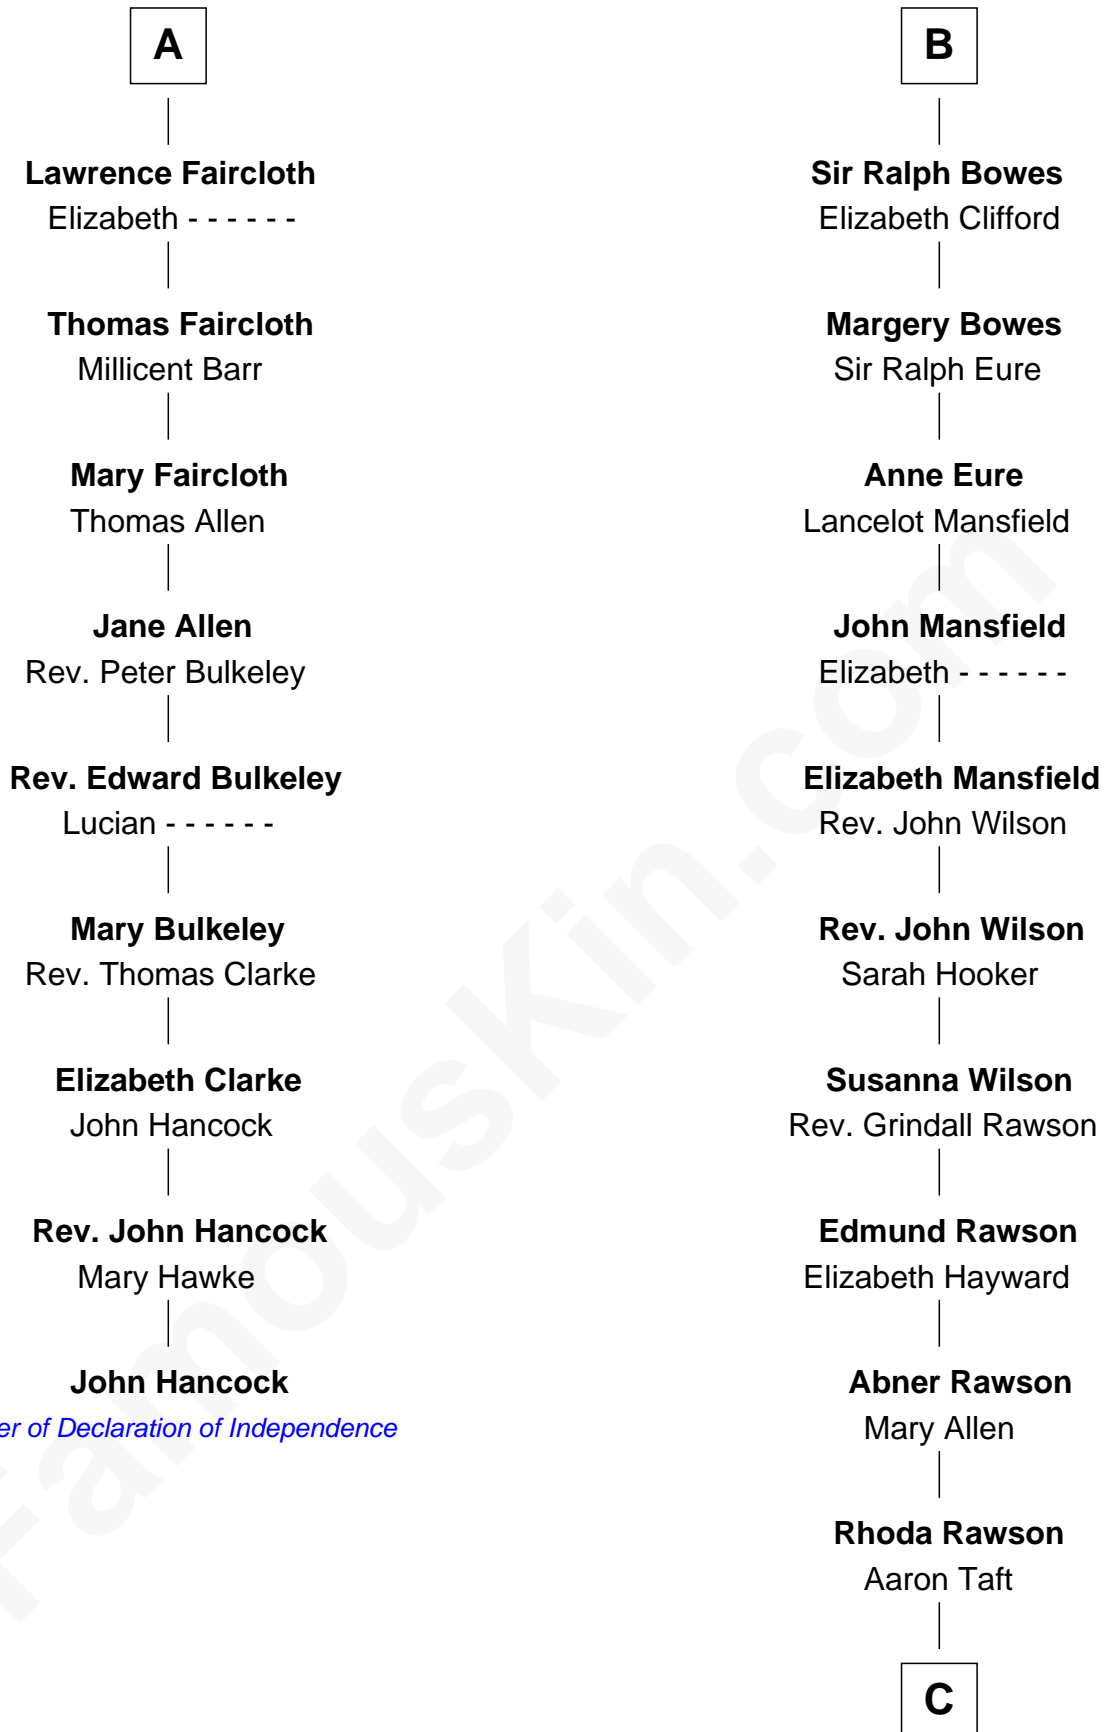 A
Lawrence Faircloth
Elizabeth - - - - - -
Thomas Faircloth
Millicent Barr
Mary Faircloth
Thomas Allen
Jane Allen
Rev. Peter Bulkeley
Rev. Edward Bulkeley
Lucian - - - - - -
Mary Bulkeley
Rev. Thomas Clarke
Elizabeth Clarke
John Hancock
Rev. John Hancock
Mary Hawke
John Hancock
er of Declaration of Independence
B
Sir Ralph Bowes
Elizabeth Clifford
Margery Bowes
Sir Ralph Eure
Anne Eure
Lancelot Mansfield
John Mansfield
Elizabeth - - - - - -
Elizabeth Mansfield
Rev. John Wilson
Rev. John Wilson
Sarah Hooker
Susanna Wilson
Rev. Grindall Rawson
Edmund Rawson
Elizabeth Hayward
Abner Rawson
Mary Allen
Rhoda Rawson
Aaron Taft
C
FamousKin.com